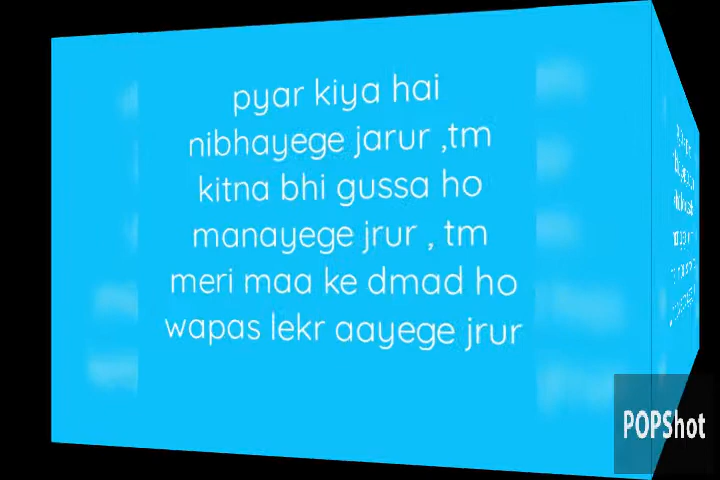 pyar kiya hai
nibhayege jarur ,tm
kitna bhi gussa ho
manayege jrur , tm
meri maa ke dmad ho
wapas lekr aayege jrur
POPShot